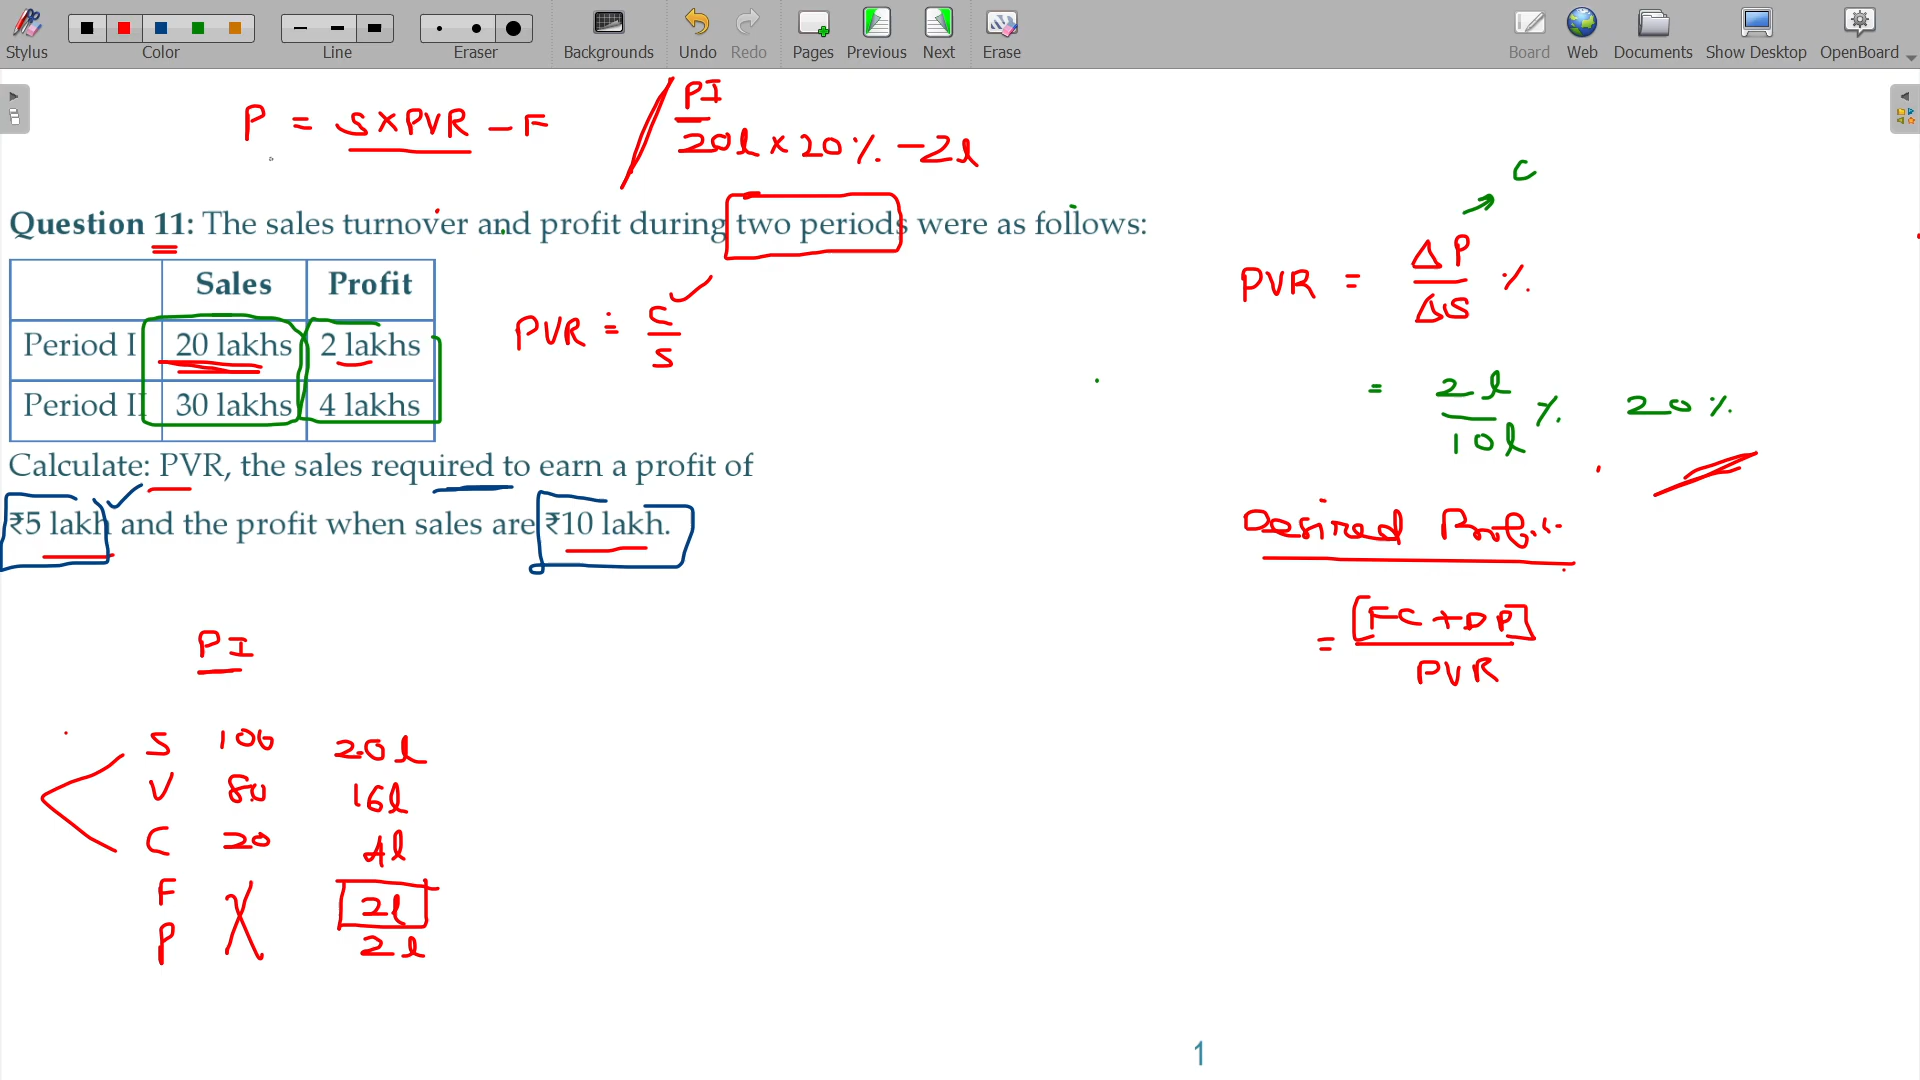 Stylus Color Line Eraser Backgrounds Undo Redo Pages Previous Next Erase Board Web Documents Show Desktop OpenBoard
P = S×PVR – F
PI
20l × 20% – 2l
Question 11: The sales turnover and profit during two periods were as follows:
Sales Profit
Period I 20 lakhs 2 lakhs
Period II 30 lakhs 4 lakhs
PVR = C/S
Calculate: PVR, the sales required to earn a profit of
₹5 lakh and the profit when sales are ₹10 lakh.
C
PVR = ΔP/ΔS %
= 2l/10l % 20%
Desired Profit
= [FC + DP]/PVR
PI
S 100 20l
V 80 16l
C 20 4l
F 2l
P 2l
1